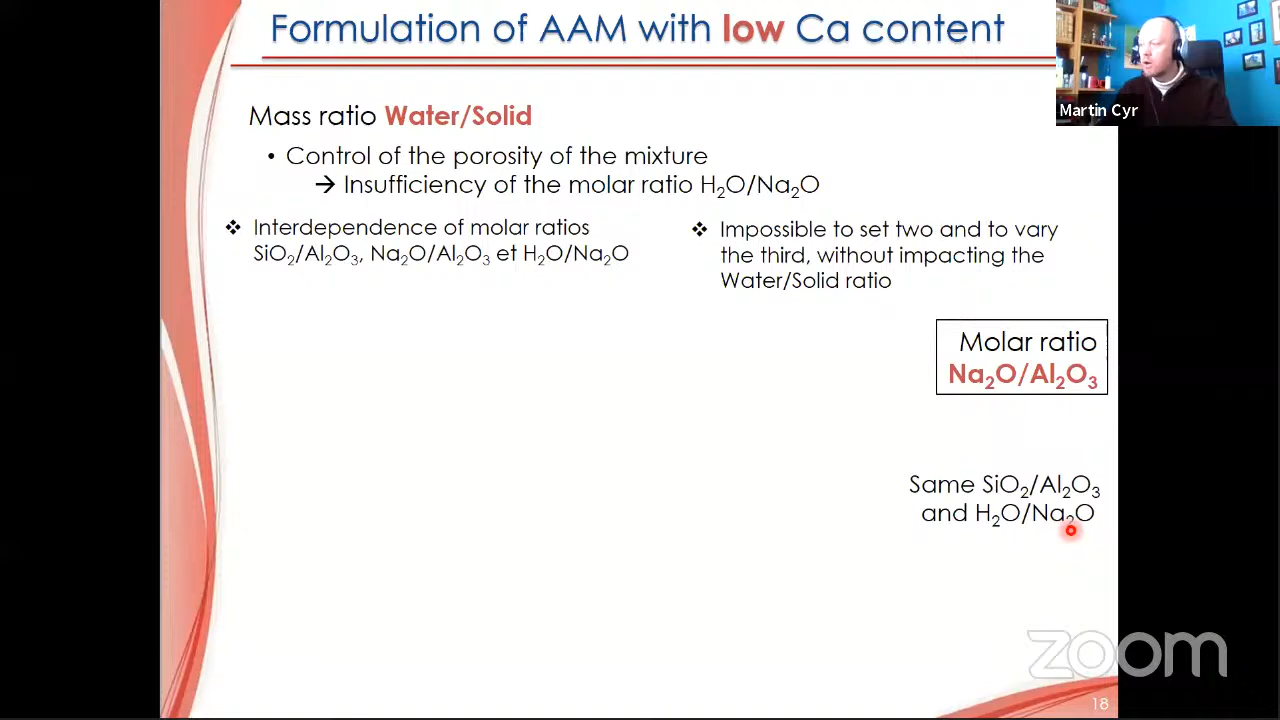 Formulation of AAM with low Ca content
Martin Cyr
Mass ratio Water/Solid
• Control of the porosity of the mixture
→ Insufficiency of the molar ratio H₂O/Na₂O
❖ Interdependence of molar ratios
SiO₂/Al₂O₃, Na₂O/Al₂O₃ et H₂O/Na₂O
❖ Impossible to set two and to vary
the third, without impacting the
Water/Solid ratio
Molar ratio
Na₂O/Al₂O₃
Same SiO₂/Al₂O₃
and H₂O/Na₂O
zoom
18